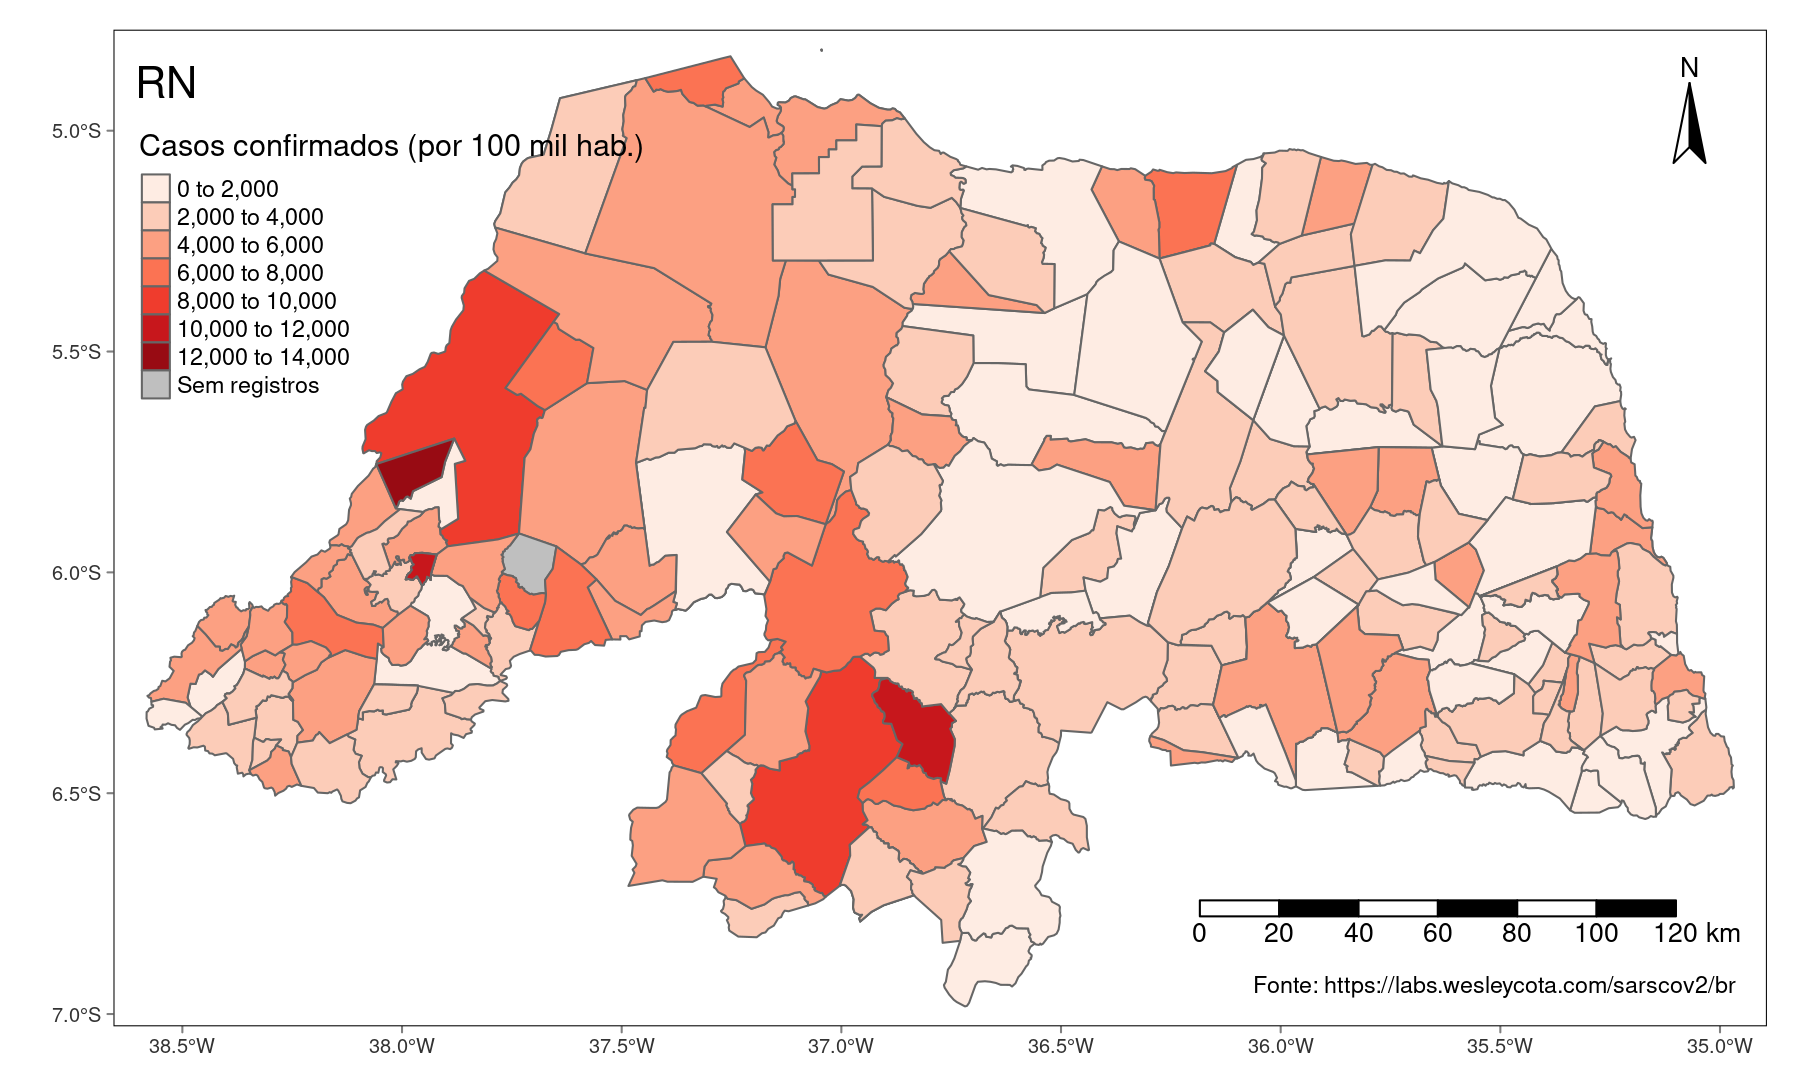 RN
N
Casos confirmados (por 100 mil hab.)
0 to 2,000
2,000 to 4,000
4,000 to 6,000
6,000 to 8,000
8,000 to 10,000
10,000 to 12,000
12,000 to 14,000
Sem registros
5.0°S
5.5°S
6.0°S
6.5°S
7.0°S
0 20 40 60 80 100 120 km
Fonte: https://labs.wesleycota.com/sarscov2/br
38.5°W 38.0°W 37.5°W 37.0°W 36.5°W 36.0°W 35.5°W 35.0°W